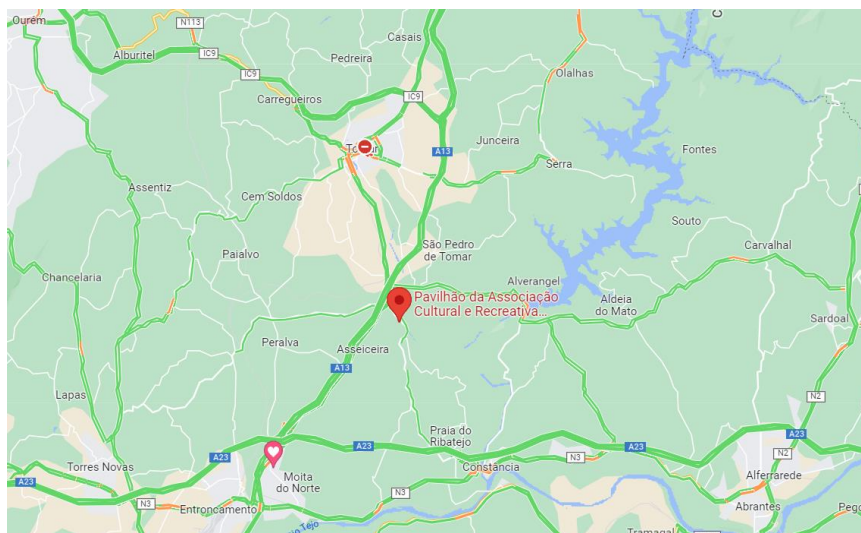 Ourém
N113
Casais
C
Alburitel
IC9
Pedreira
Olalhas
Carregueiros
IC9
Junceira
Fontes
A13
Serra
Assentiz
Cem Soldos
Souto
São Pedro
de Tomar
Carvalhal
Paialvo
Chancelaria
Alverangel
Pavilhão da Associação
Cultural e Recreativa...
Aldeia
do Mato
Sardoal
Peralva
Asseiceira
A13
Lapas
N2
Praia do
Ribatejo
A23
A23
A23
A23
N2
Torres Novas
Constância
N3
Moita
do Norte
Alferrarede
A23
N3
N3
Entroncamento
Abrantes
Tejo
Tramagal